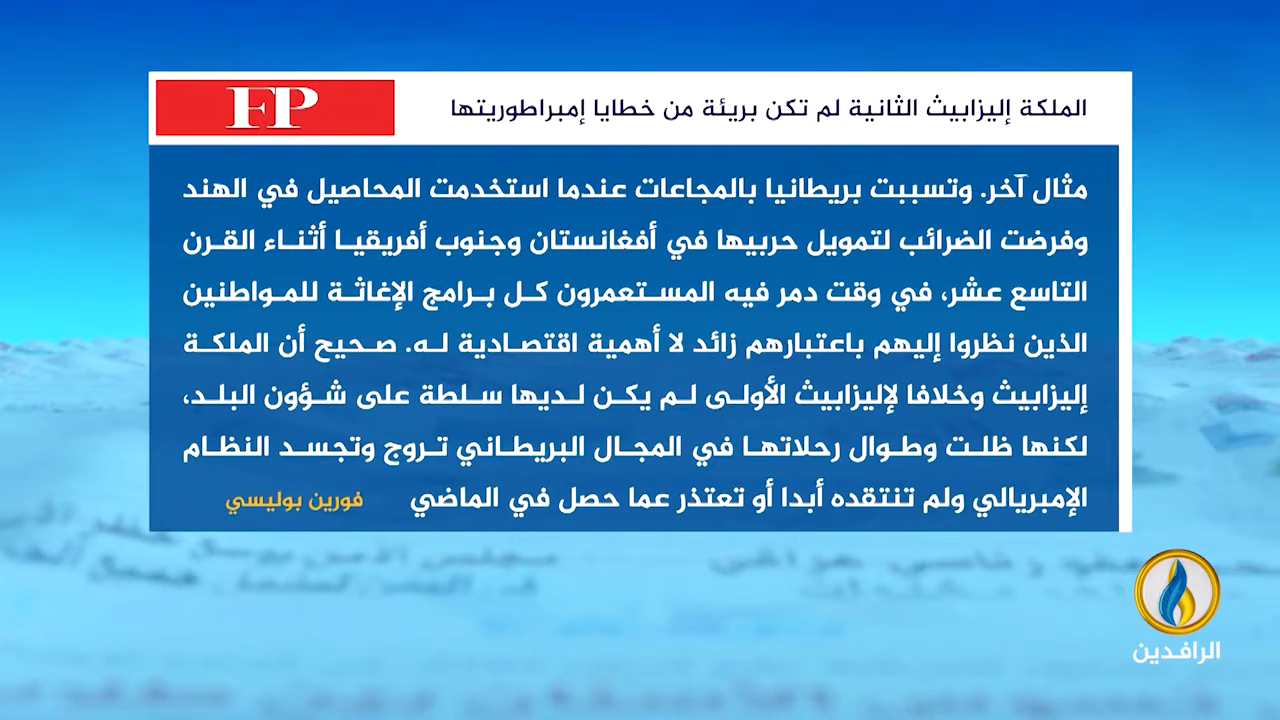 FP
الملكة إليزابيث الثانية لم تكن بريئة من خطايا إمبراطوريتها
مثال آخر. وتسببت بريطانيا بالمجاعات عندما استخدمت المحاصيل في الهند
وفرضت الضرائب لتمويل حربيها في أفغانستان وجنوب أفريقيا أثناء القرن
التاسع عشر، في وقت دمر فيه المستعمرون كل برامج الإغاثة للمواطنين
الذين نظروا إليهم باعتبارهم زائد لا أهمية اقتصادية له. صحيح أن الملكة
إليزابيث وخلافا لإليزابيث الأولى لم يكن لديها سلطة على شؤون البلد،
لكنها ظلت وطوال رحلاتها في المجال البريطاني تروج وتجسد النظام
الإمبريالي ولم تنتقده أبدا أو تعتذر عما حصل في الماضي فورين بوليسي
الرافدين